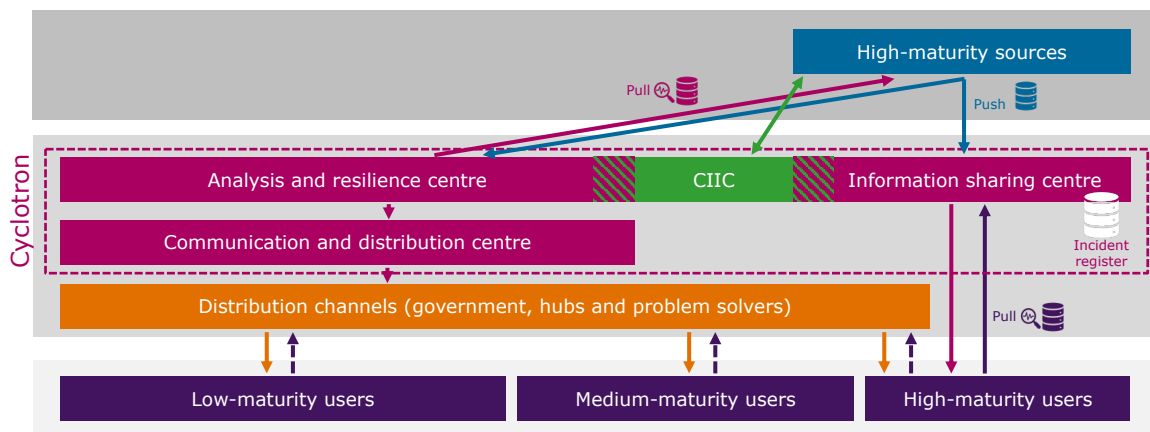 High-maturity sources
Pull
Push
Cyclotron
Analysis and resilience centre
CIIC
Information sharing centre
Communication and distribution centre
Incident
register
Distribution channels (government, hubs and problem solvers)
Pull
Low-maturity users
Medium-maturity users
High-maturity users